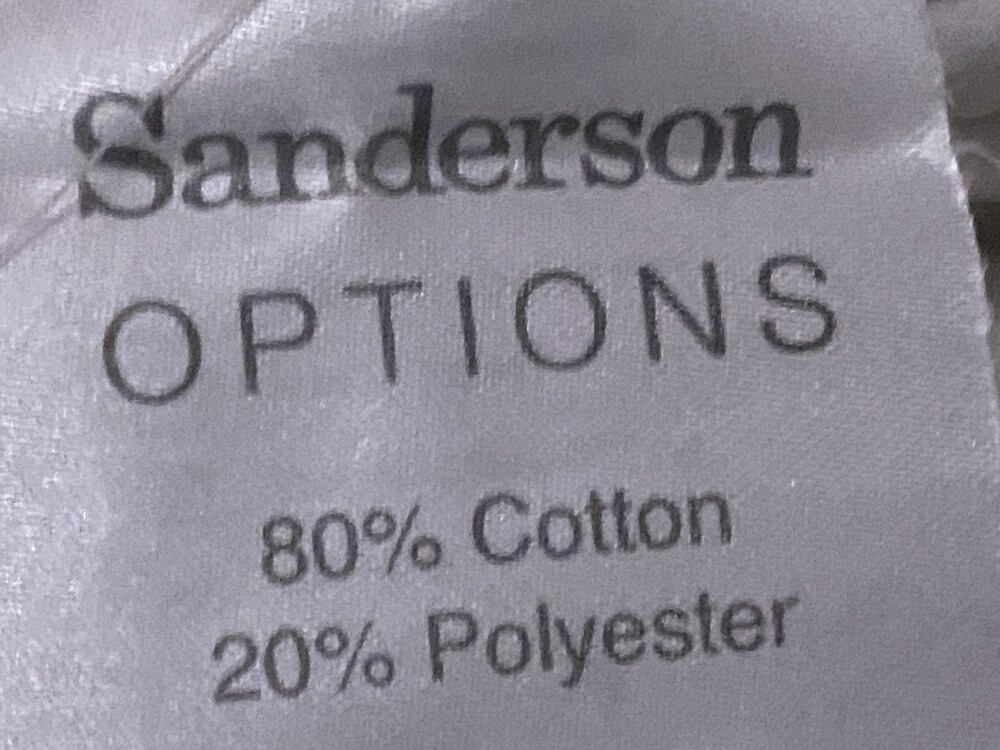 Sanderson
OPTIONS
80% Cotton
20% Polyester